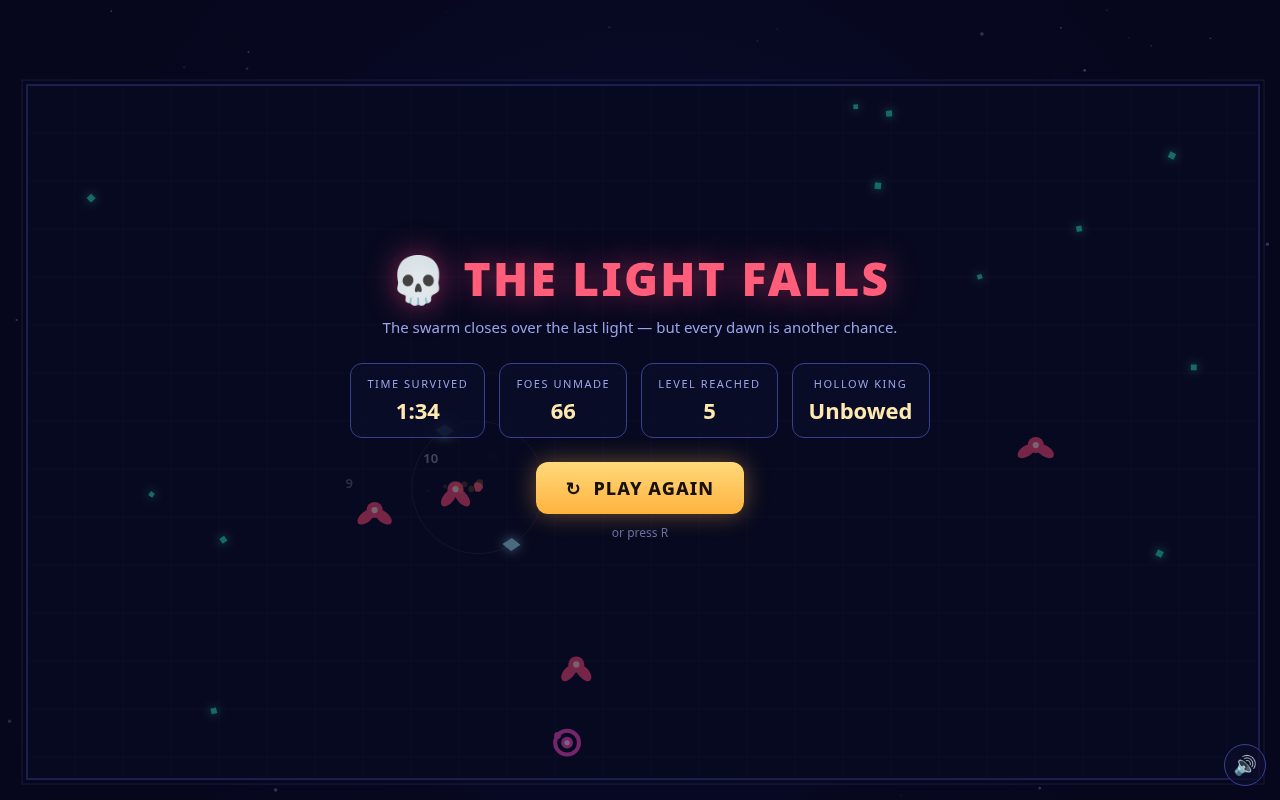 THE LIGHT FALLS
The swarm closes over the last light — but every dawn is another chance.
TIME SURVIVED
1:34
FOES UNMADE
66
LEVEL REACHED
5
HOLLOW KING
Unbowed
10
9
↻ PLAY AGAIN
or press R